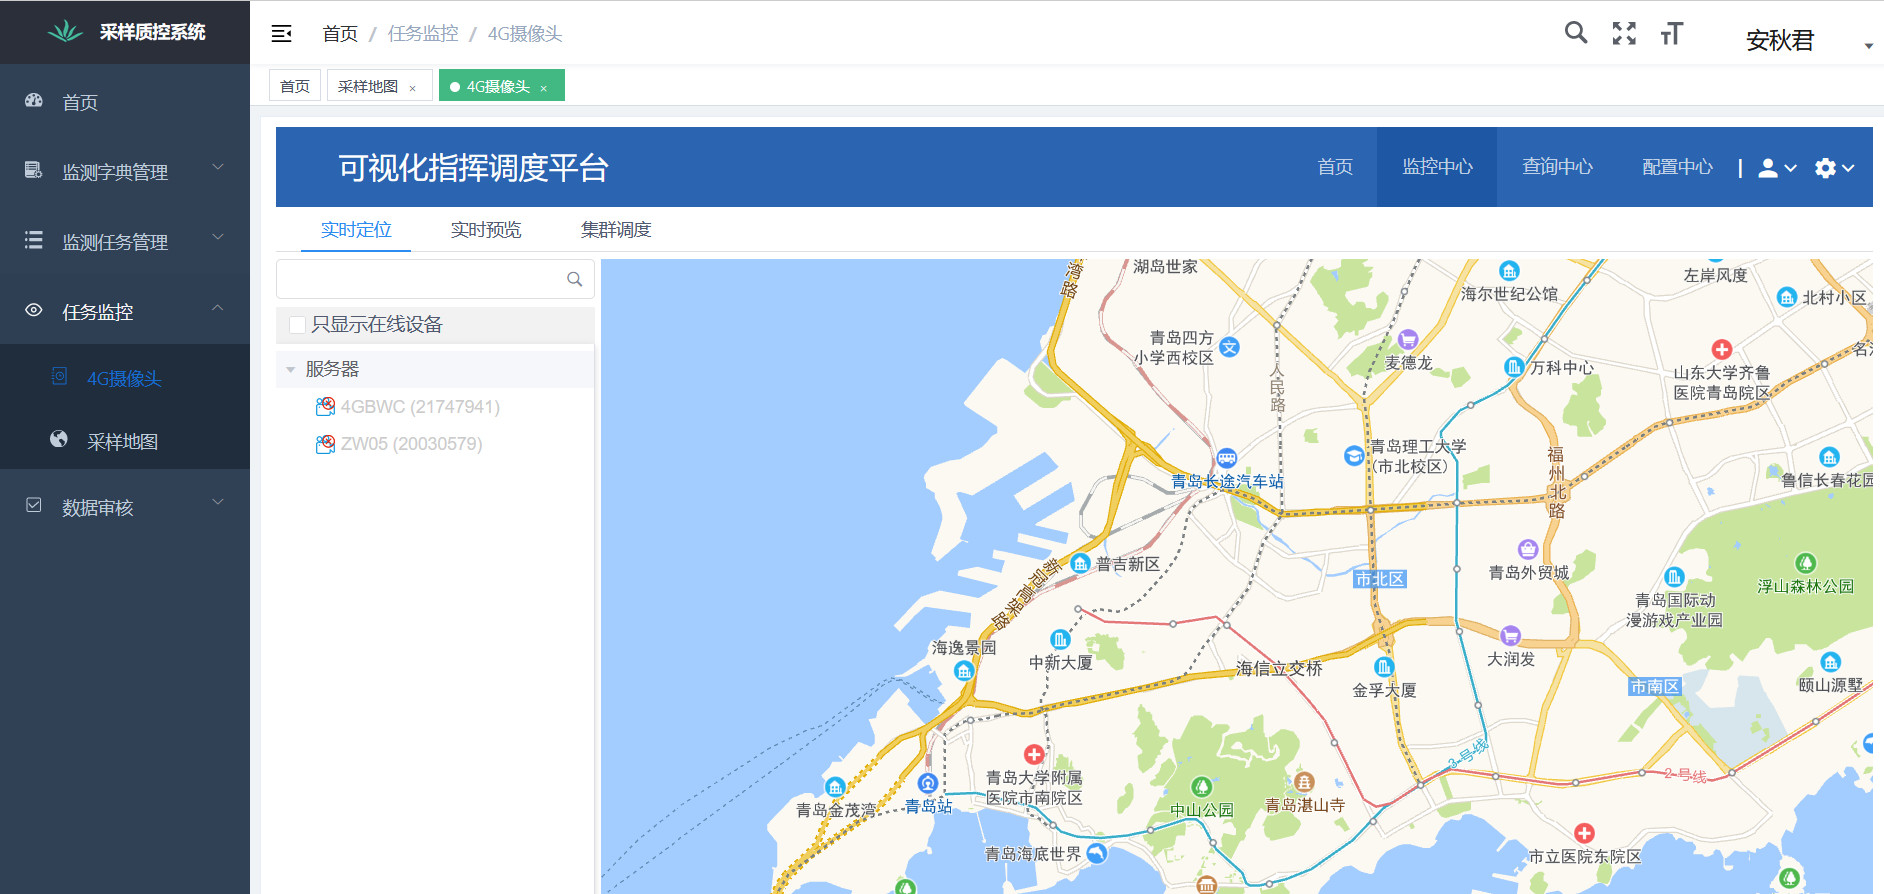 采样质控系统
首页 / 任务监控 / 4G摄像头
安秋君
首页
采样地图 ×
4G摄像头 ×
首页
监测字典管理
监测任务管理
任务监控
4G摄像头
采样地图
数据审核
可视化指挥调度平台
首页
监控中心
查询中心
配置中心
实时定位
实时预览
集群调度
只显示在线设备
服务器
4GBWC (21747941)
ZW05 (20030579)
湾路
湖岛世家
海尔世纪公馆
左岸风度
北村小区
青岛四方
小学西校区
人民路
麦德龙
万科中心
山东大学齐鲁
医院青岛院区
青岛理工大学
(市北校区)
福州北路
鲁信长春花园
青岛长途汽车站
新冠高架路
普吉新区
市北区
青岛外贸城
浮山森林公园
青岛国际动
漫游戏产业园
海逸景园
中新大厦
海信立交桥
大润发
金孚大厦
市南区
颐山源墅
3号线
2号线
青岛大学附属
医院市南院区
青岛金茂湾
青岛站
中山公园
青岛湛山寺
青岛海底世界
市立医院东院区